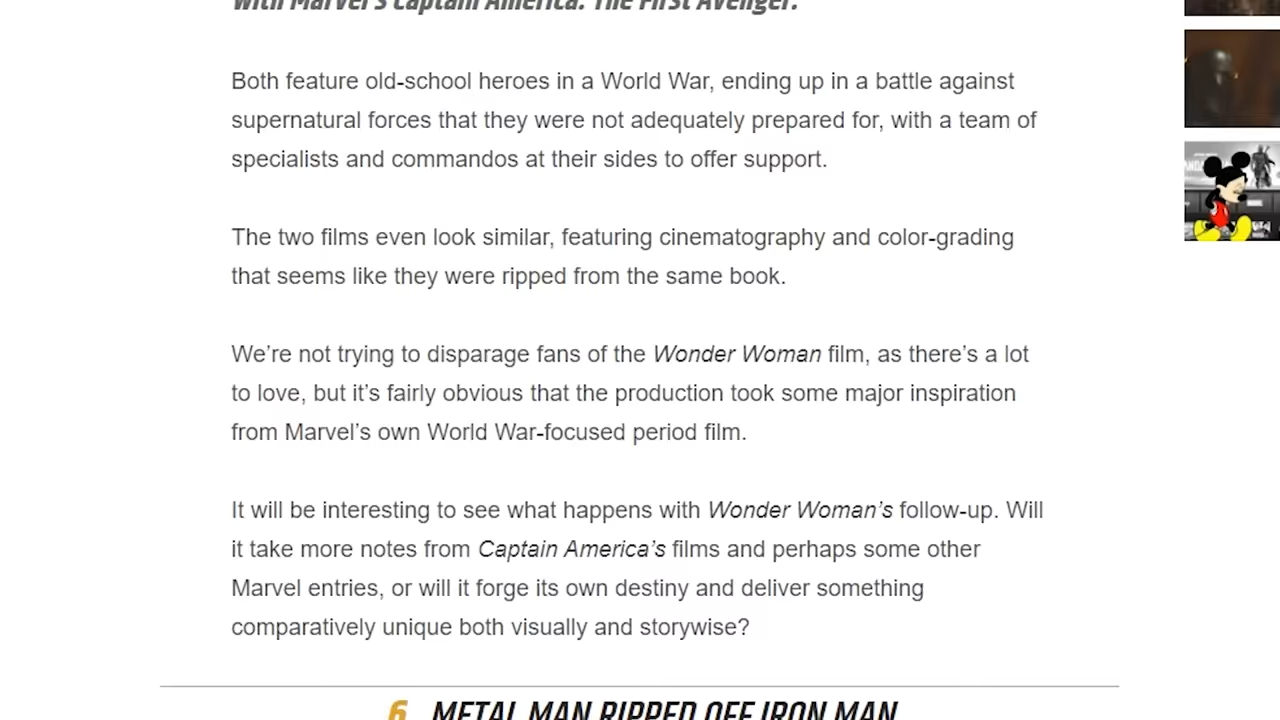 with Marvel's Captain America: The First Avenger.
Both feature old-school heroes in a World War, ending up in a battle against
supernatural forces that they were not adequately prepared for, with a team of
specialists and commandos at their sides to offer support.
The two films even look similar, featuring cinematography and color-grading
that seems like they were ripped from the same book.
We’re not trying to disparage fans of the Wonder Woman film, as there’s a lot
to love, but it’s fairly obvious that the production took some major inspiration
from Marvel’s own World War-focused period film.
It will be interesting to see what happens with Wonder Woman’s follow-up. Will
it take more notes from Captain America’s films and perhaps some other
Marvel entries, or will it forge its own destiny and deliver something
comparatively unique both visually and storywise?
6 METAL MAN RIPPED OFF IRON MAN